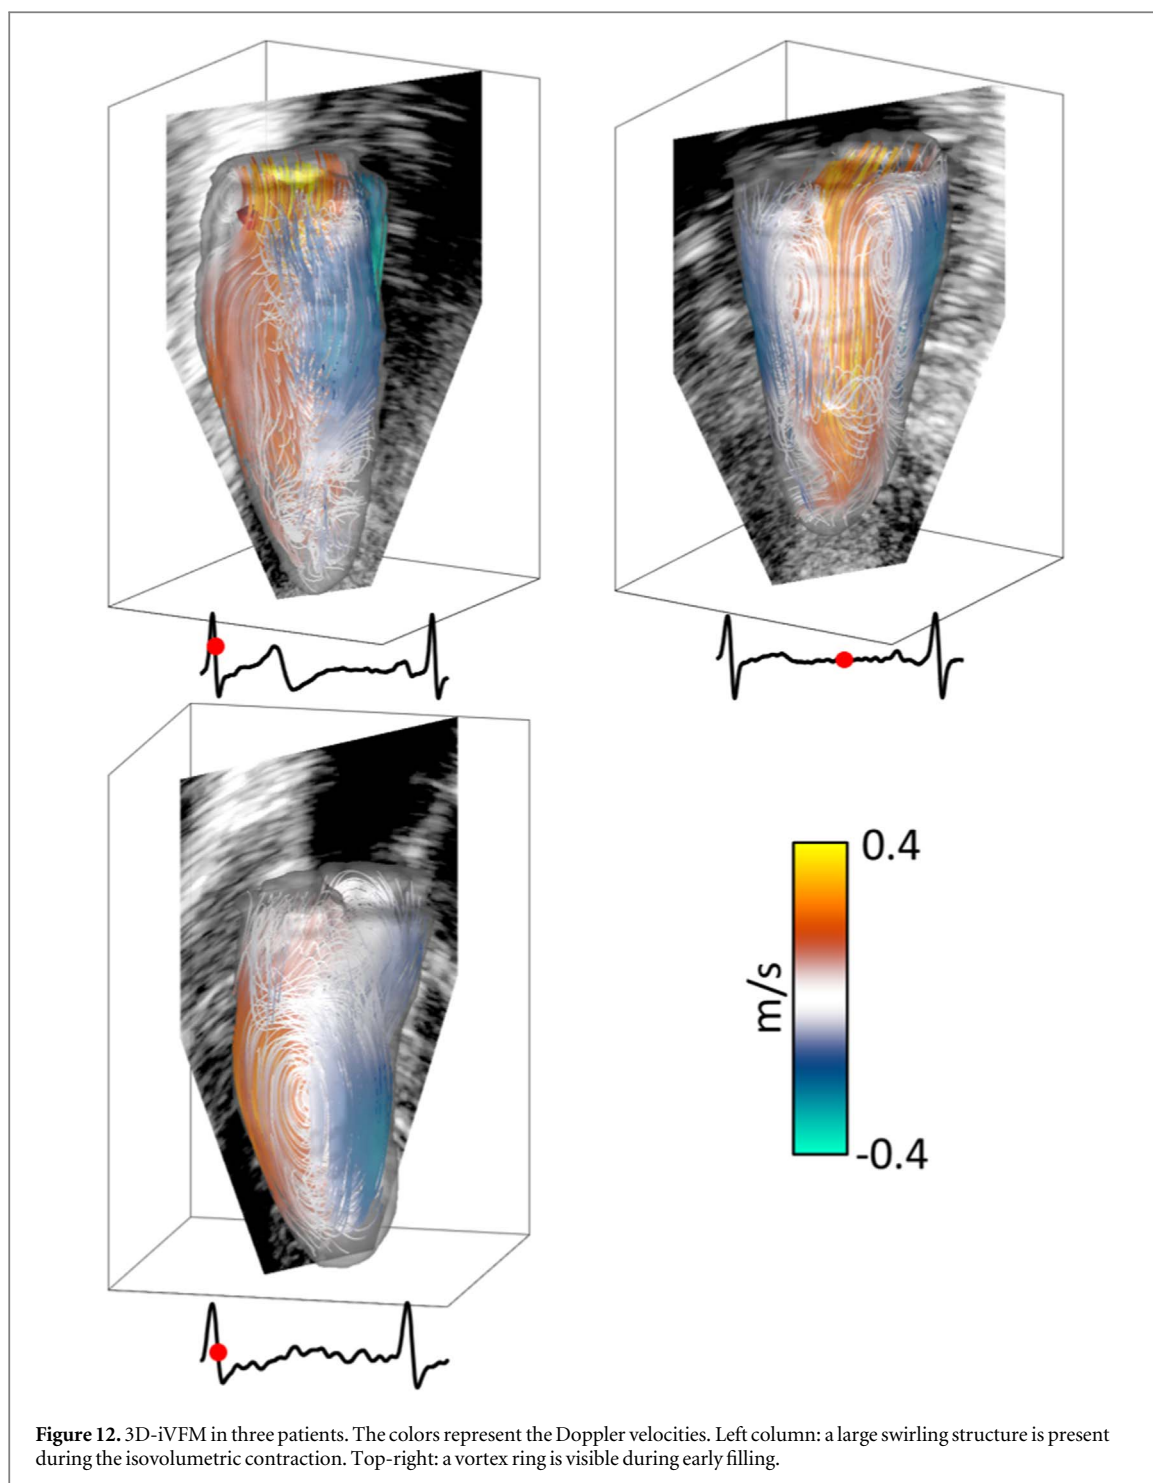 0.4
m/s
-0.4
Figure 12. 3D-iVFM in three patients. The colors represent the Doppler velocities. Left column: a large swirling structure is present
during the isovolumetric contraction. Top-right: a vortex ring is visible during early filling.